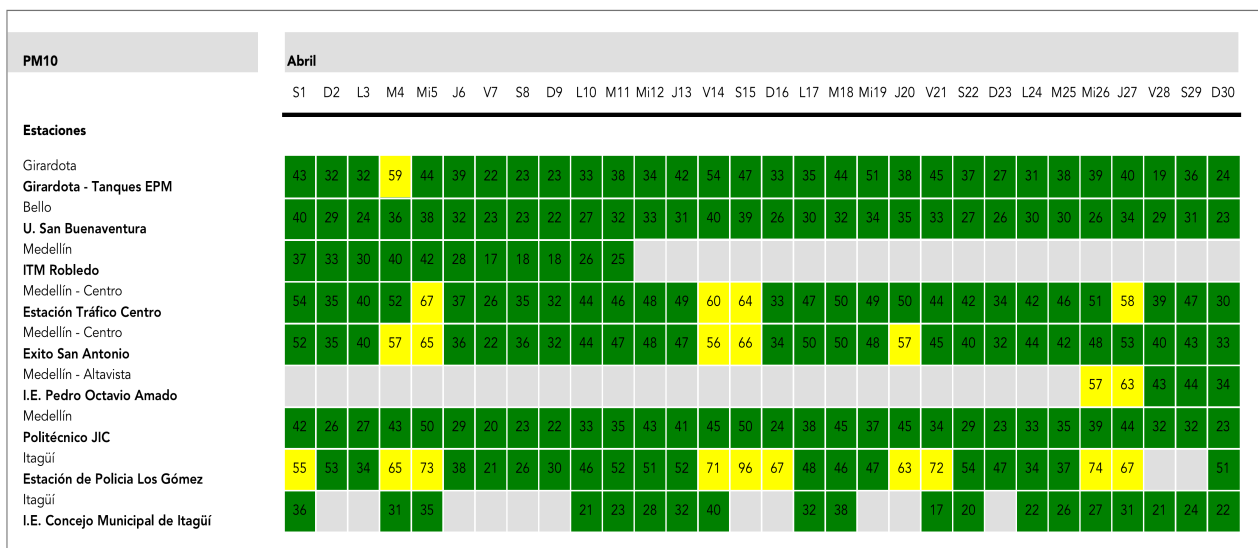 PM10
Abril
S1 D2 L3 M4 Mi5 J6 V7 S8 D9 L10 M11 Mi12 J13 V14 S15 D16 L17 M18 Mi19 J20 V21 S22 D23 L24 M25 Mi26 J27 V28 S29 D30
Estaciones
Girardota
Girardota - Tanques EPM
43 32 32 59 44 39 22 23 23 33 38 34 42 54 47 33 35 44 51 38 45 37 27 31 38 39 40 19 36 24
Bello
U. San Buenaventura
40 29 24 36 38 32 23 23 22 27 32 33 31 40 39 26 30 32 34 35 33 27 26 30 30 26 34 29 31 23
Medellín
ITM Robledo
37 33 30 40 42 28 17 18 18 26 25
Medellín - Centro
Estación Tráfico Centro
54 35 40 52 67 37 26 35 32 44 46 48 49 60 64 33 47 50 49 50 44 42 34 42 46 51 58 39 47 30
Medellín - Centro
Exito San Antonio
52 35 40 57 65 36 22 36 32 44 47 48 47 56 66 34 50 50 48 57 45 40 32 44 42 48 53 40 43 33
Medellín - Altavista
I.E. Pedro Octavio Amado
57 63 43 44 34
Medellín
Politécnico JIC
42 26 27 43 50 29 20 23 22 33 35 43 41 45 50 24 38 45 37 45 34 29 23 33 35 39 44 32 32 23
Itagüí
Estación de Policia Los Gómez
55 53 34 65 73 38 21 26 30 46 52 51 52 71 96 67 48 46 47 63 72 54 47 34 37 74 67 51
Itagüí
I.E. Concejo Municipal de Itagüí
36 31 35 21 23 28 32 40 32 38 17 20 22 26 27 31 21 24 22